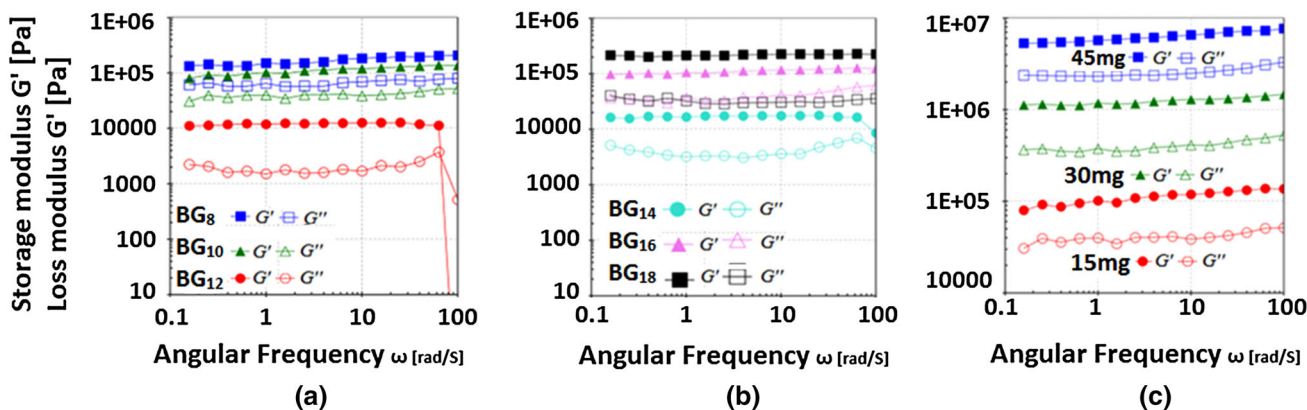 Storage modulus G' [Pa]
Loss modulus G' [Pa]
1E+06
1E+05
10000
1000
100
10
BG8 G' G''
BG10 G' G''
BG12 G' G''
0.1 1 10 100
Angular Frequency ω [rad/S]
(a)
1E+06
1E+05
10000
1000
100
10
BG14 G' G''
BG16 G' G''
BG18 G' G''
0.1 1 10 100
Angular Frequency ω [rad/S]
(b)
1E+07
1E+06
1E+05
10000
45mg G' G''
30mg G' G''
15mg G' G''
0.1 1 10 100
Angular Frequency ω [rad/S]
(c)